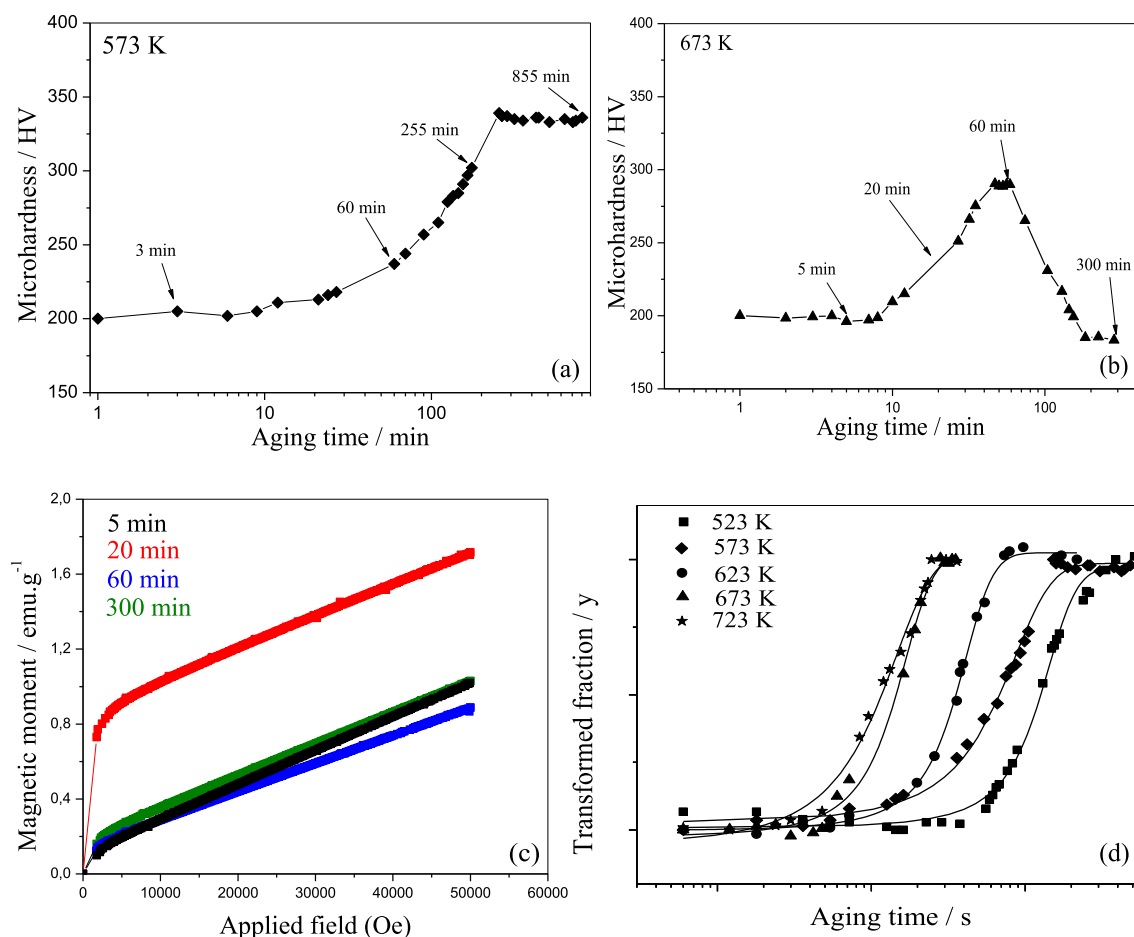 573 K
400
350
300
250
200
150
Microhardness / HV
3 min
60 min
255 min
855 min
1
10
100
Aging time / min
(a)
673 K
400
350
300
250
200
150
Microhardness / HV
5 min
20 min
60 min
300 min
1
10
100
Aging time / min
(b)
5 min
20 min
60 min
300 min
2,0
1,6
1,2
0,8
0,4
0,0
Magnetic moment / emu.g⁻¹
0
10000
20000
30000
40000
50000
60000
Applied field (Oe)
(c)
523 K
573 K
623 K
673 K
723 K
Transformed fraction / y
Aging time / s
(d)